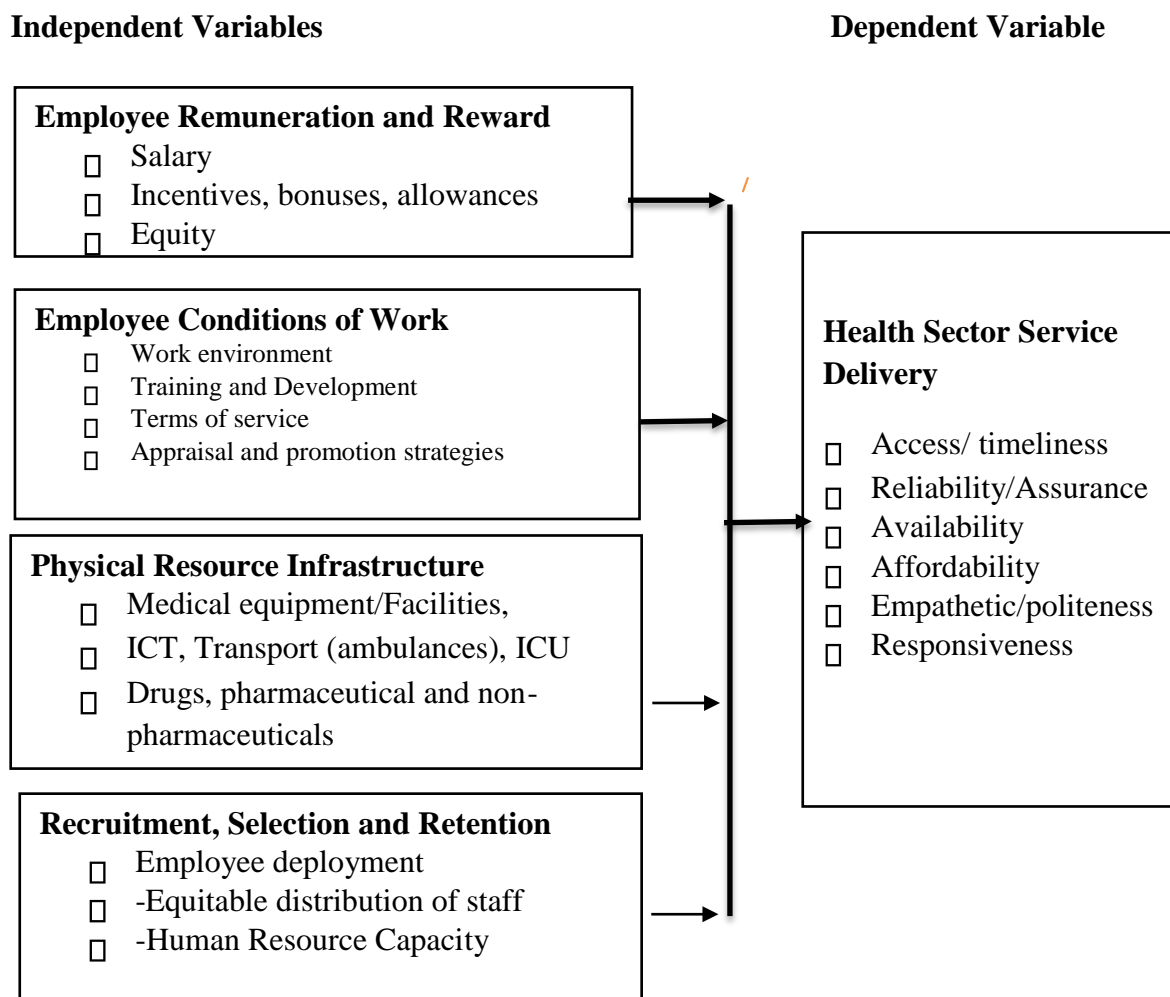 Independent Variables
Dependent Variable
Employee Remuneration and Reward
Salary
Incentives, bonuses, allowances
Equity
Employee Conditions of Work
Work environment
Training and Development
Terms of service
Appraisal and promotion strategies
Physical Resource Infrastructure
Medical equipment/Facilities,
ICT, Transport (ambulances), ICU
Drugs, pharmaceutical and non-
pharmaceuticals
Recruitment, Selection and Retention
Employee deployment
-Equitable distribution of staff
-Human Resource Capacity
Health Sector Service
Delivery
Access/ timeliness
Reliability/Assurance
Availability
Affordability
Empathetic/politeness
Responsiveness